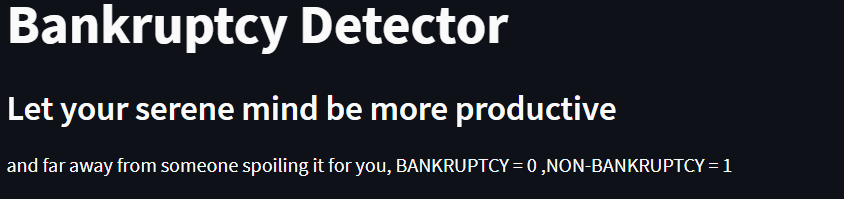 Bankruptcy Detector
Let your serene mind be more productive
and far away from someone spoiling it for you, BANKRUPTCY = 0 ,NON-BANKRUPTCY = 1